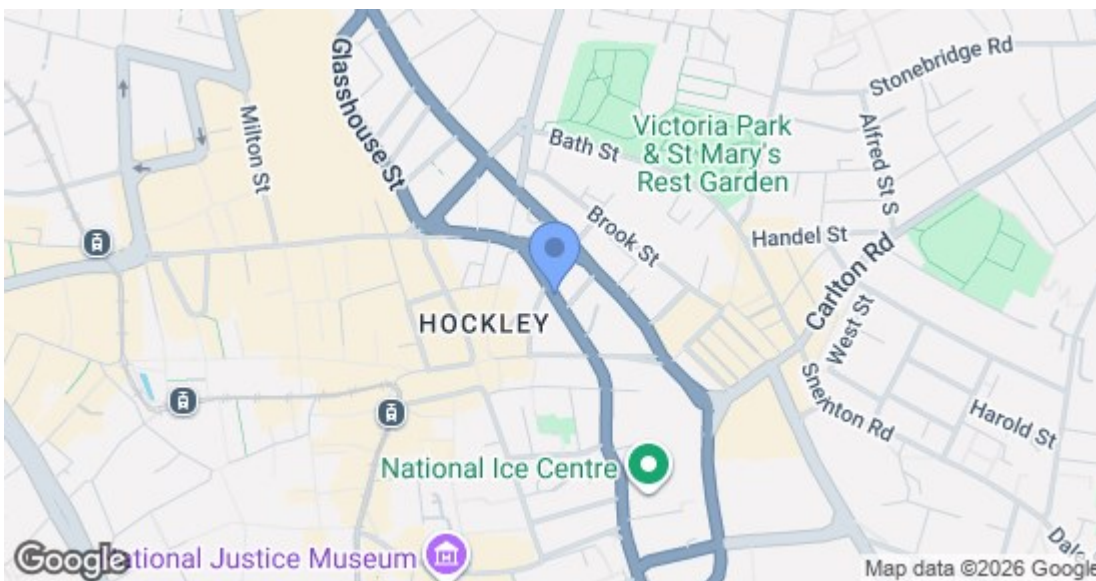 Stonebridge Rd
Glasshouse St
Milton St
Bath St
Victoria Park
& St Mary's
Rest Garden
Alfred St S
Brook St
Handel St
Carlton Rd
HOCKLEY
West St
Sneinton Rd
Harold St
National Ice Centre
Google
ational Justice Museum
Dale
Map data ©2026 Google